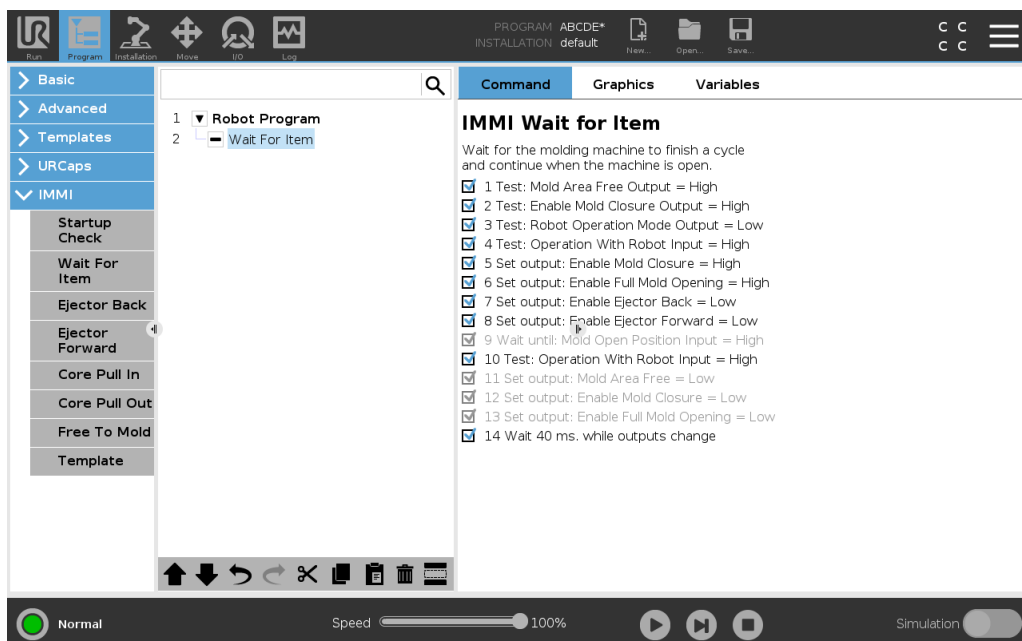 UR
Run
Program
Installation
Move
I/O
Log
PROGRAM ABCDE*
INSTALLATION default
New...
Open...
Save...
C C
C C
Basic
Advanced
Templates
URCaps
IMMI
Startup
Check
Wait For
Item
Ejector Back
Ejector
Forward
Core Pull In
Core Pull Out
Free To Mold
Template
1 Robot Program
2 Wait For Item
Command Graphics Variables
IMMI Wait for Item
Wait for the molding machine to finish a cycle
and continue when the machine is open.
1 Test: Mold Area Free Output = High
2 Test: Enable Mold Closure Output = High
3 Test: Robot Operation Mode Output = Low
4 Test: Operation With Robot Input = High
5 Set output: Enable Mold Closure = High
6 Set output: Enable Full Mold Opening = High
7 Set output: Enable Ejector Back = Low
8 Set output: Enable Ejector Forward = Low
9 Wait until: Mold Open Position Input = High
10 Test: Operation With Robot Input = High
11 Set output: Mold Area Free = Low
12 Set output: Enable Mold Closure = Low
13 Set output: Enable Full Mold Opening = Low
14 Wait 40 ms. while outputs change
Normal
Speed 100%
Simulation